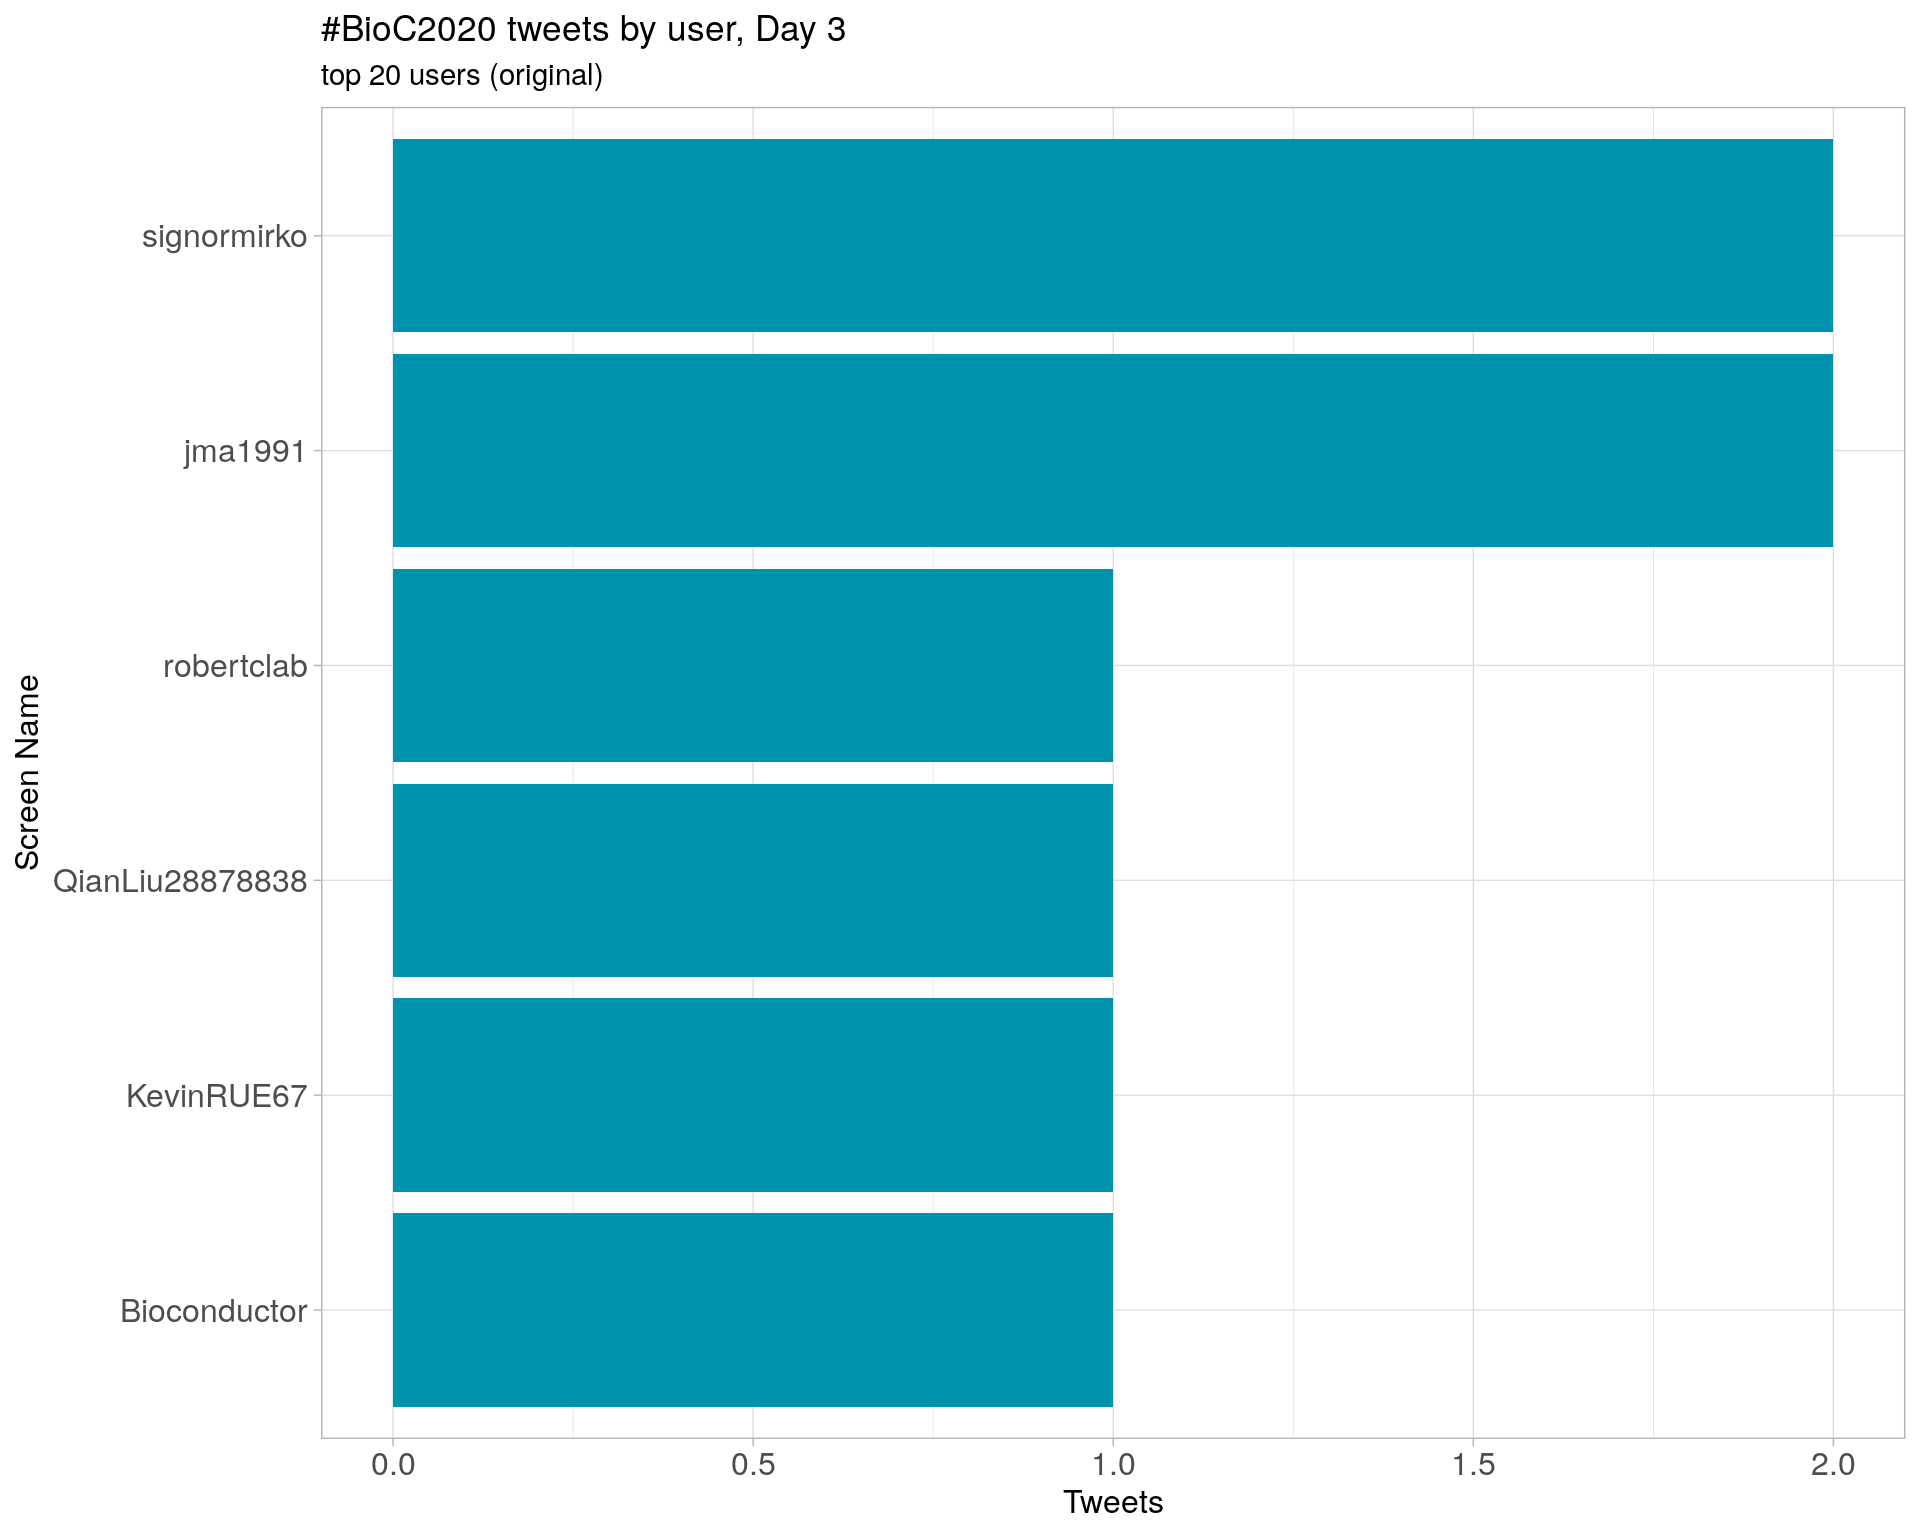 #BioC2020 tweets by user, Day 3
top 20 users (original)
signormirko
jma1991
robertclab
QianLiu28878838
KevinRUE67
Bioconductor
Screen Name
0.0 0.5 1.0 1.5 2.0
Tweets